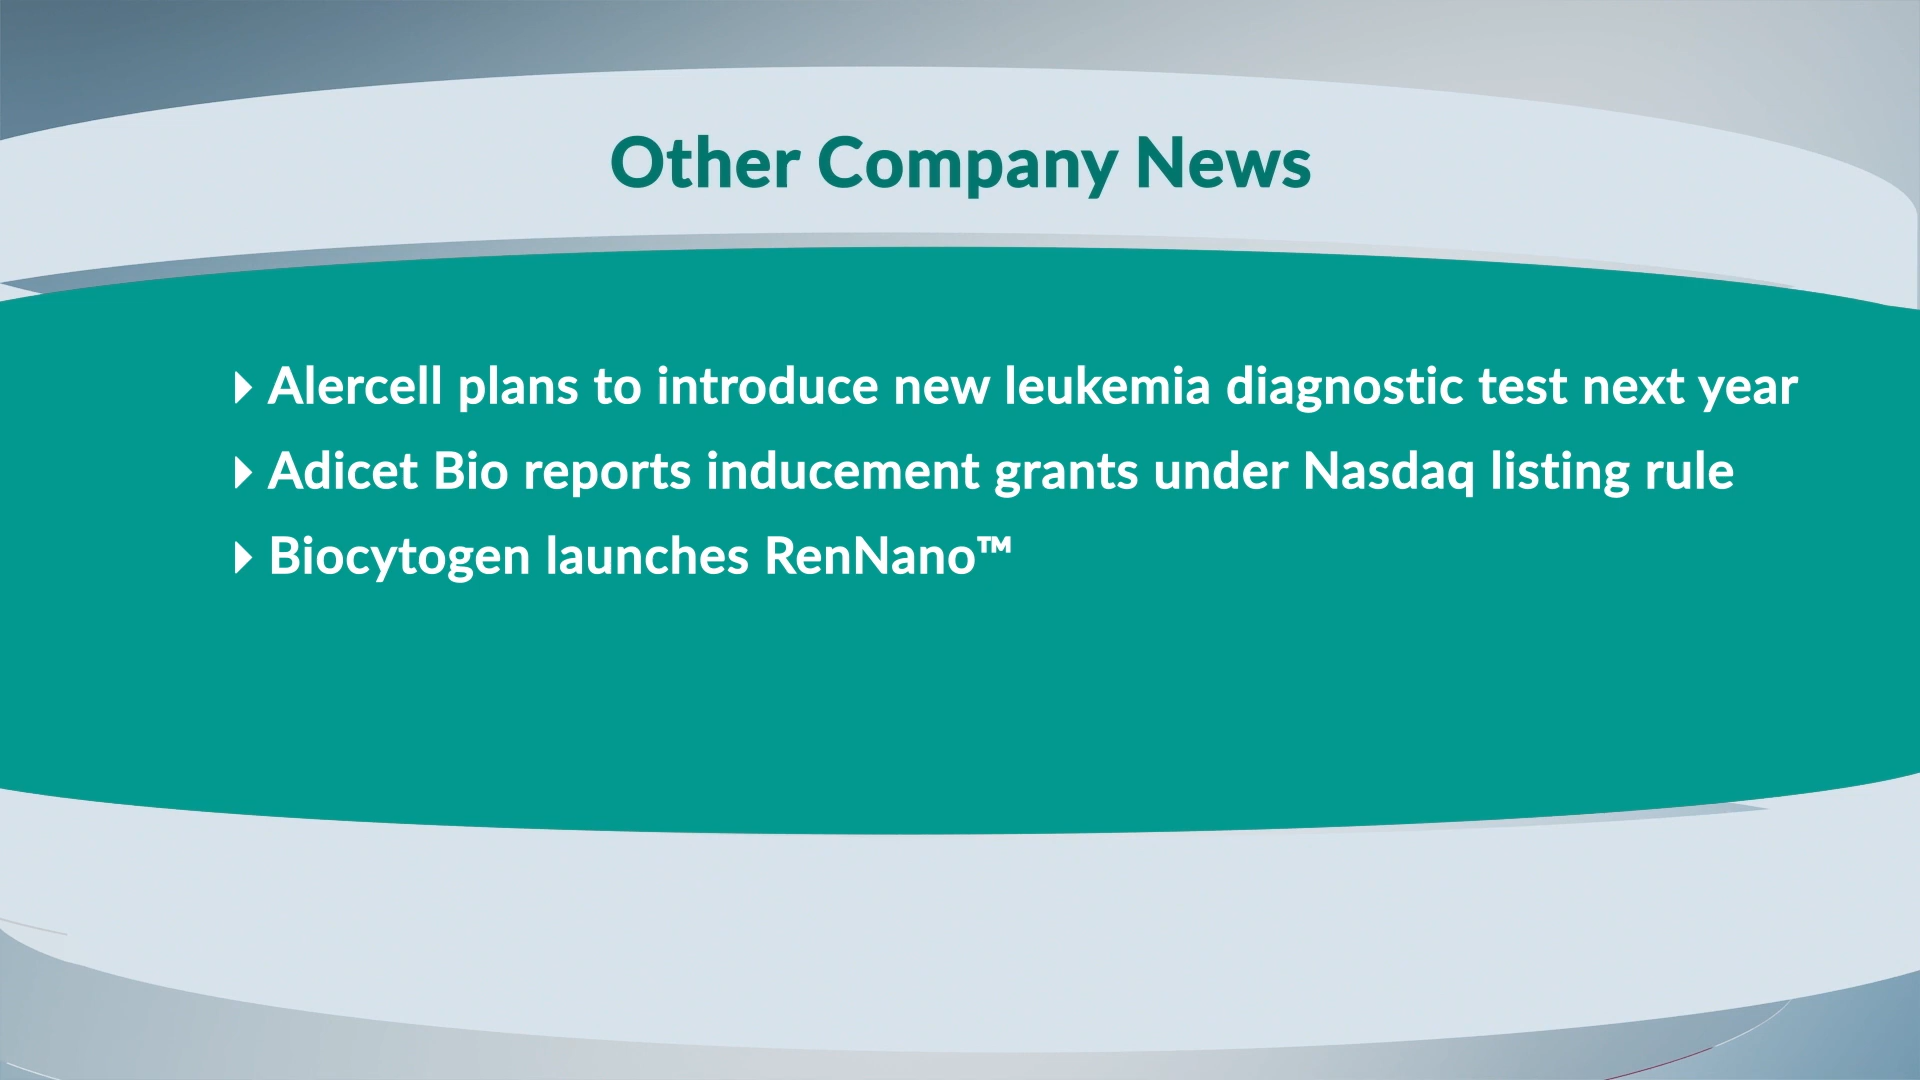 Other Company News
Alercell plans to introduce new leukemia diagnostic test next year
Adicet Bio reports inducement grants under Nasdaq listing rule
Biocytogen launches RenNano™